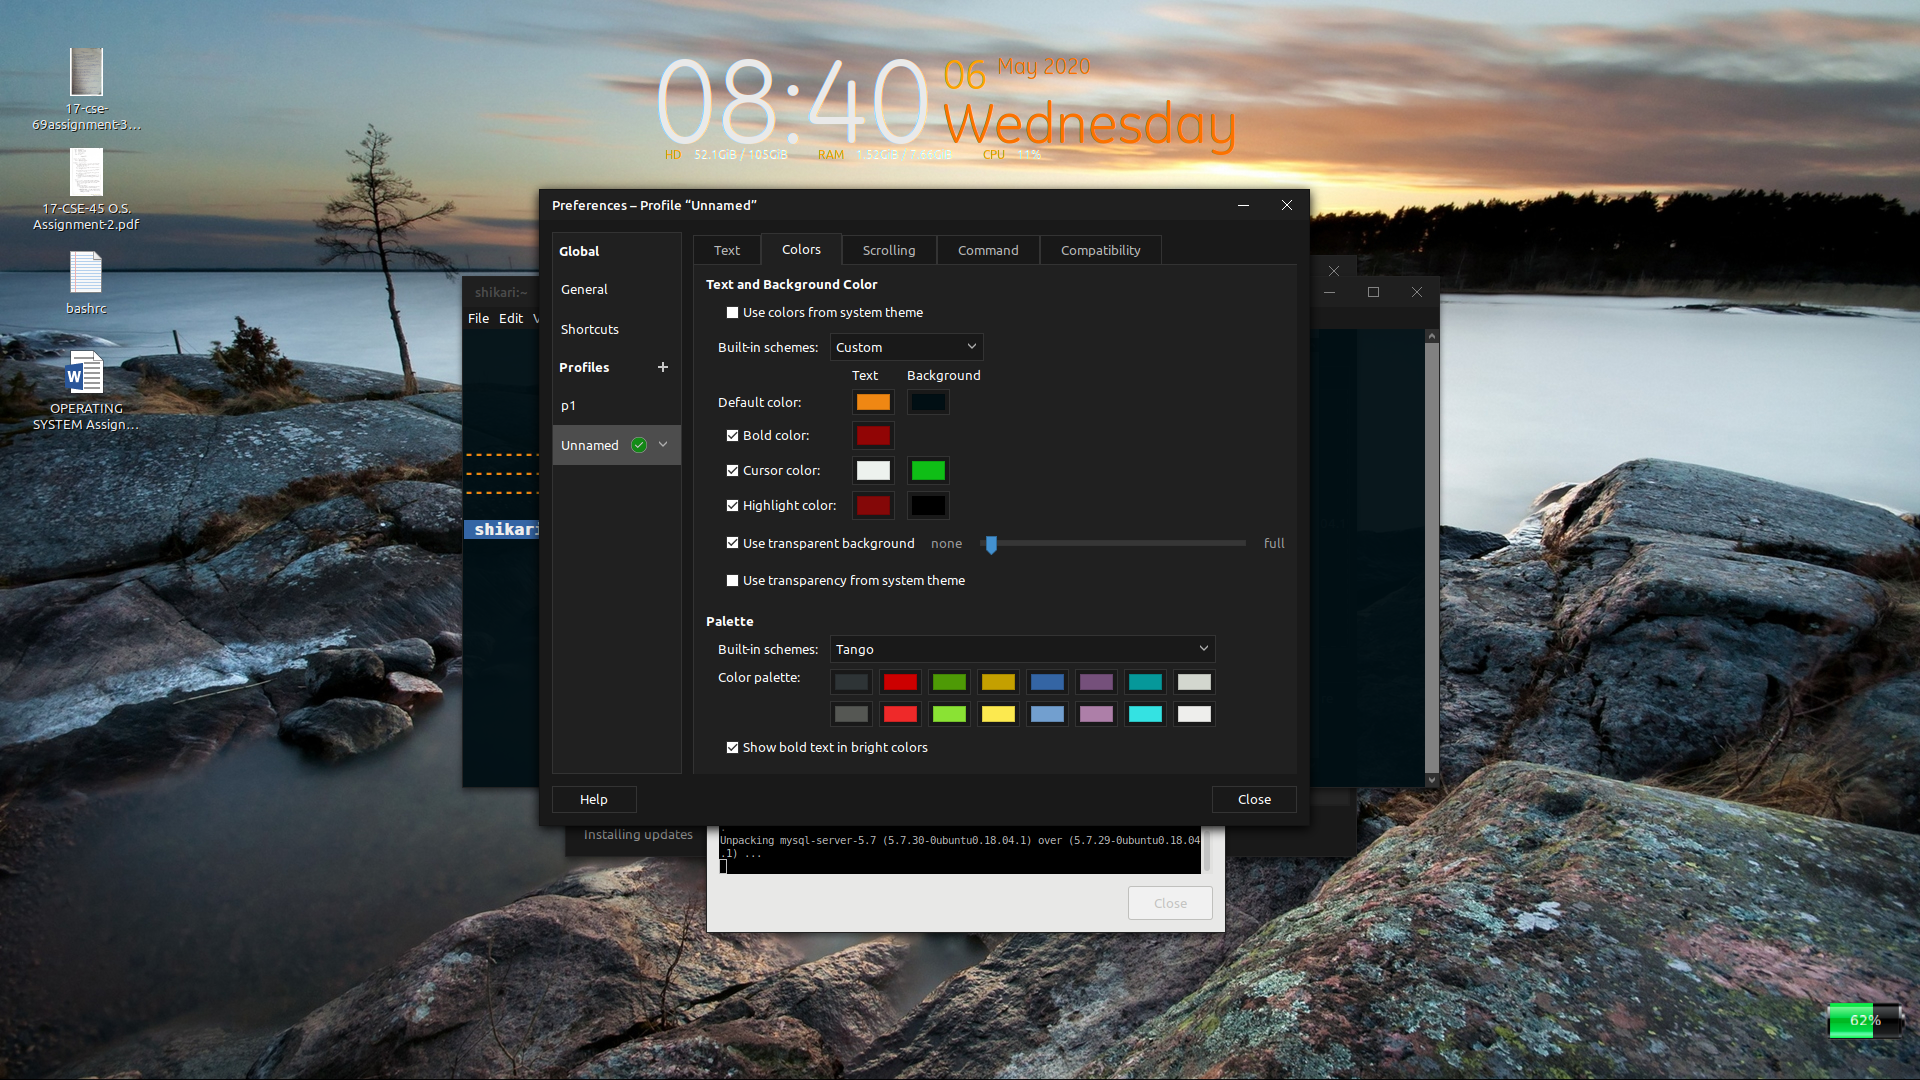 08:40 06 May 2020
Wednesday
HD 52.1GiB / 105GiB RAM 1.52GiB / 7.66GiB CPU 11%
17-cse-
69assignment-3...
17-CSE-45 O.S.
Assignment-2.pdf
bashrc
W
OPERATING
SYSTEM Assign...
Preferences – Profile “Unnamed”
Global
General
Shortcuts
Profiles +
p1
Unnamed
Text Colors Scrolling Command Compatibility
Text and Background Color
Use colors from system theme
Built-in schemes: Custom
Text Background
Default color:
Bold color:
Cursor color:
Highlight color:
Use transparent background none full
Use transparency from system theme
Palette
Built-in schemes: Tango
Color palette:
Show bold text in bright colors
Help Close
shikari:~
File Edit V
--------
--------
--------
shikari
Installing updates
Unpacking mysql-server-5.7 (5.7.30-0ubuntu0.18.04.1) over (5.7.29-0ubuntu0.18.04
.1) ...
Close
62%